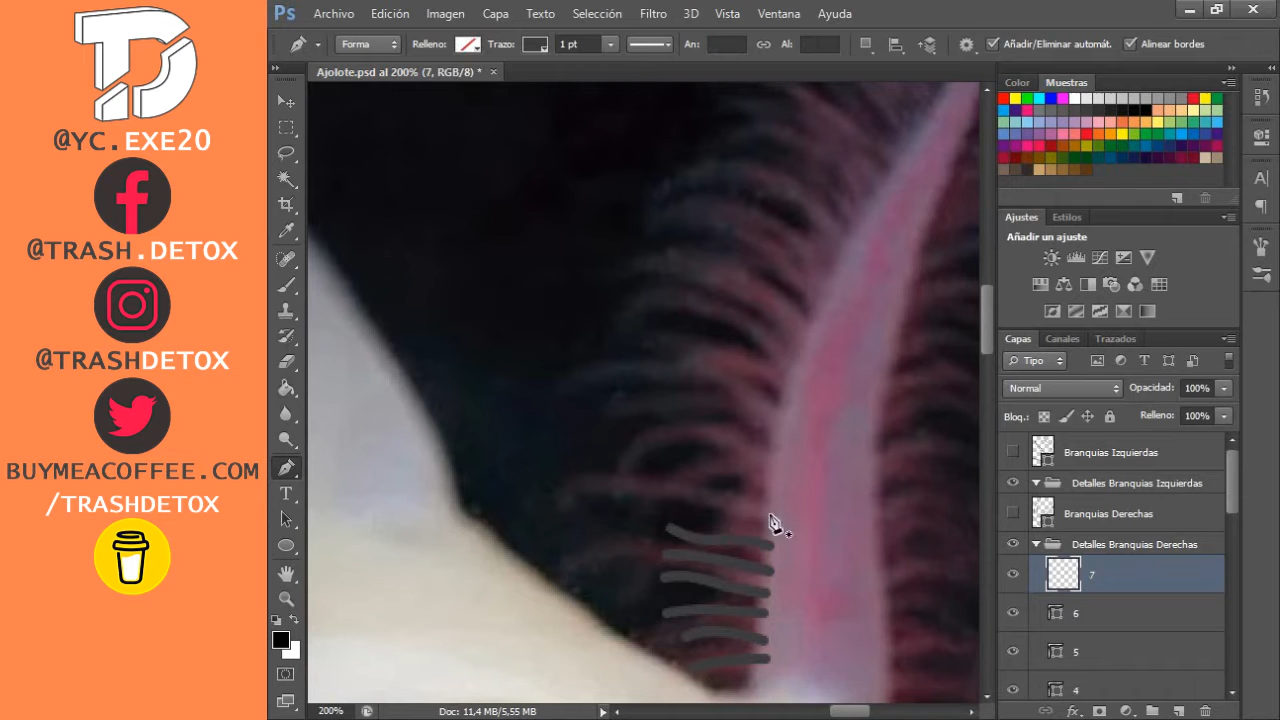 TD
@YC.EXE20
@TRASH.DETOX
@TRASHDETOX
BUYMEACOFFEE.COM
/TRASHDETOX
Ps Archivo Edición Imagen Capa Texto Selección Filtro 3D Vista Ventana Ayuda
Forma Relleno: Trazo: 1 pt An: Al: Añadir/Eliminar automát. Alinear bordes
Ajolote.psd al 200% (7, RGB/8) *
Color Muestras
Ajustes Estilos
Añadir un ajuste
Capas Canales Trazados
Tipo
Normal Opacidad: 100%
Bloq.: Relleno: 100%
Branquias Izquierdas
Detalles Branquias Izquierdas
Branquias Derechas
Detalles Branquias Derechas
7
6
5
4
200% Doc: 11,4 MB/5,55 MB